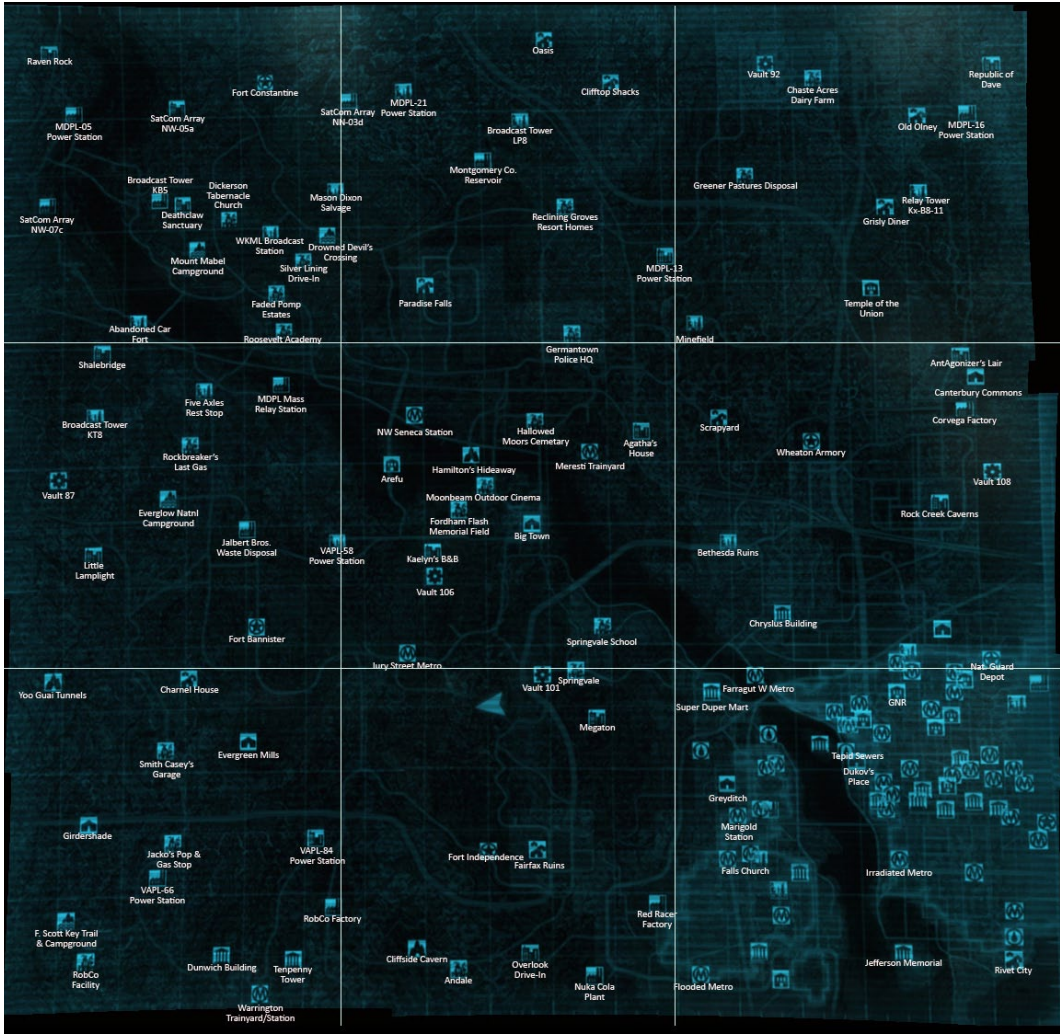 Oasis
Raven Rock
Vault 92
Republic of
Dave
Chaste Acres
Dairy Farm
Fort Constantine
Clifftop Shacks
SatCom Array
NN-03d
MDPL-21
Power Station
SatCom Array
NW-05a
MDPL-05
Power Station
Old Olney
MDPL-16
Power Station
Broadcast Tower
LP8
Montgomery Co.
Reservoir
Broadcast Tower
KB5
Dickerson
Tabernacle
Church
Deathclaw
Sanctuary
Mason Dixon
Salvage
Greener Pastures Disposal
Relay Tower
Kx-B8-11
SatCom Array
NW-07c
Reclining Groves
Resort Homes
Grisly Diner
WKML Broadcast
Station
Drowned Devil's
Crossing
Mount Mabel
Campground
Silver Lining
Drive-In
MDPL-13
Power Station
Faded Pomp
Estates
Paradise Falls
Temple of the
Union
Abandoned Car
Fort
Roosevelt Academy
Minefield
Germantown
Police HQ
Shalebridge
AntAgonizer's Lair
Canterbury Commons
MDPL Mass
Relay Station
Five Axles
Rest Stop
Corvega Factory
Broadcast Tower
KT8
NW Seneca Station
Hallowed
Moors Cemetary
Agatha's
House
Scrapyard
Wheaton Armory
Rockbreaker's
Last Gas
Arefu
Hamilton's Hideaway
Meresti Trainyard
Vault 87
Vault 108
Moonbeam Outdoor Cinema
Everglow Natnl
Campground
Rock Creek Caverns
Fordham Flash
Memorial Field
Big Town
Jalbert Bros.
Waste Disposal
VAPL-58
Power Station
Bethesda Ruins
Kaelyn's B&B
Little
Lamplight
Vault 106
Chryslus Building
Fort Bannister
Springvale School
Jury Street Metro
Nat. Guard
Depot
Yoo Guai Tunnels
Charnel House
Vault 101
Springvale
Farragut W Metro
Super Duper Mart
GNR
Megaton
Evergreen Mills
Tepid Sewers
Smith Casey's
Garage
Dukov's
Place
Greyditch
Marigold
Station
Girdershade
Jacko's Pop &
Gas Stop
VAPL-84
Power Station
Fort Independence
Fairfax Ruins
Falls Church
Irradiated Metro
VAPL-66
Power Station
RobCo Factory
Red Racer
Factory
F. Scott Key Trail
& Campground
Cliffside Cavern
Overlook
Drive-In
Jefferson Memorial
Dunwich Building
Tenpenny
Tower
RobCo
Facility
Andale
Nuka Cola
Plant
Flooded Metro
Rivet City
Warrington
Trainyard/Station